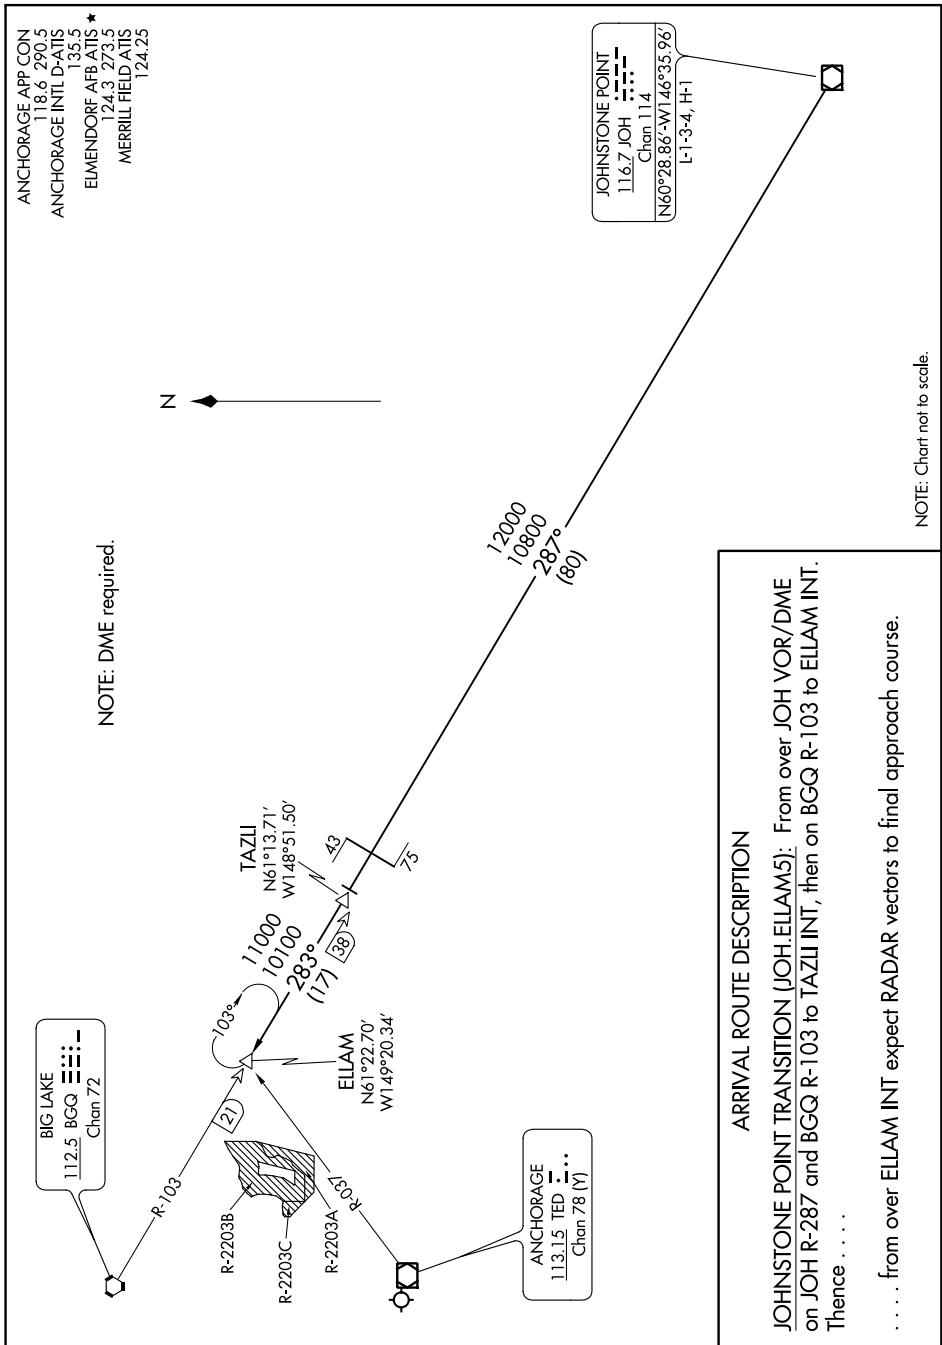 ANCHORAGE APP CON
118.6 290.5
ANCHORAGE INTL D-ATIS
135.5
ELMENDORF AFB ATIS ★
124.3 273.5
MERRILL FIELD ATIS
124.25
NOTE: DME required.
N
BIG LAKE
112.5 BGQ
Chan 72
R-103
21
103°
11000
10100
283°
(17)
38
TAZLI
N61°13.71'
W148°51.50'
43
75
ELLAM
N61°22.70'
W149°20.34'
R-2203B
R-2203C
R-2203A
R-037
ANCHORAGE
113.15 TED
Chan 78 (Y)
12000
10800
287°
(80)
JOHNSTONE POINT
116.7 JOH
Chan 114
N60°28.86'-W146°35.96'
L-1-3-4, H-1
NOTE: Chart not to scale.
ARRIVAL ROUTE DESCRIPTION
JOHNSTONE POINT TRANSITION (JOH.ELLAM5): From over JOH VOR/DME
on JOH R-287 and BGQ R-103 to TAZLI INT, then on BGQ R-103 to ELLAM INT.
Thence . . . .
. . . . from over ELLAM INT expect RADAR vectors to final approach course.